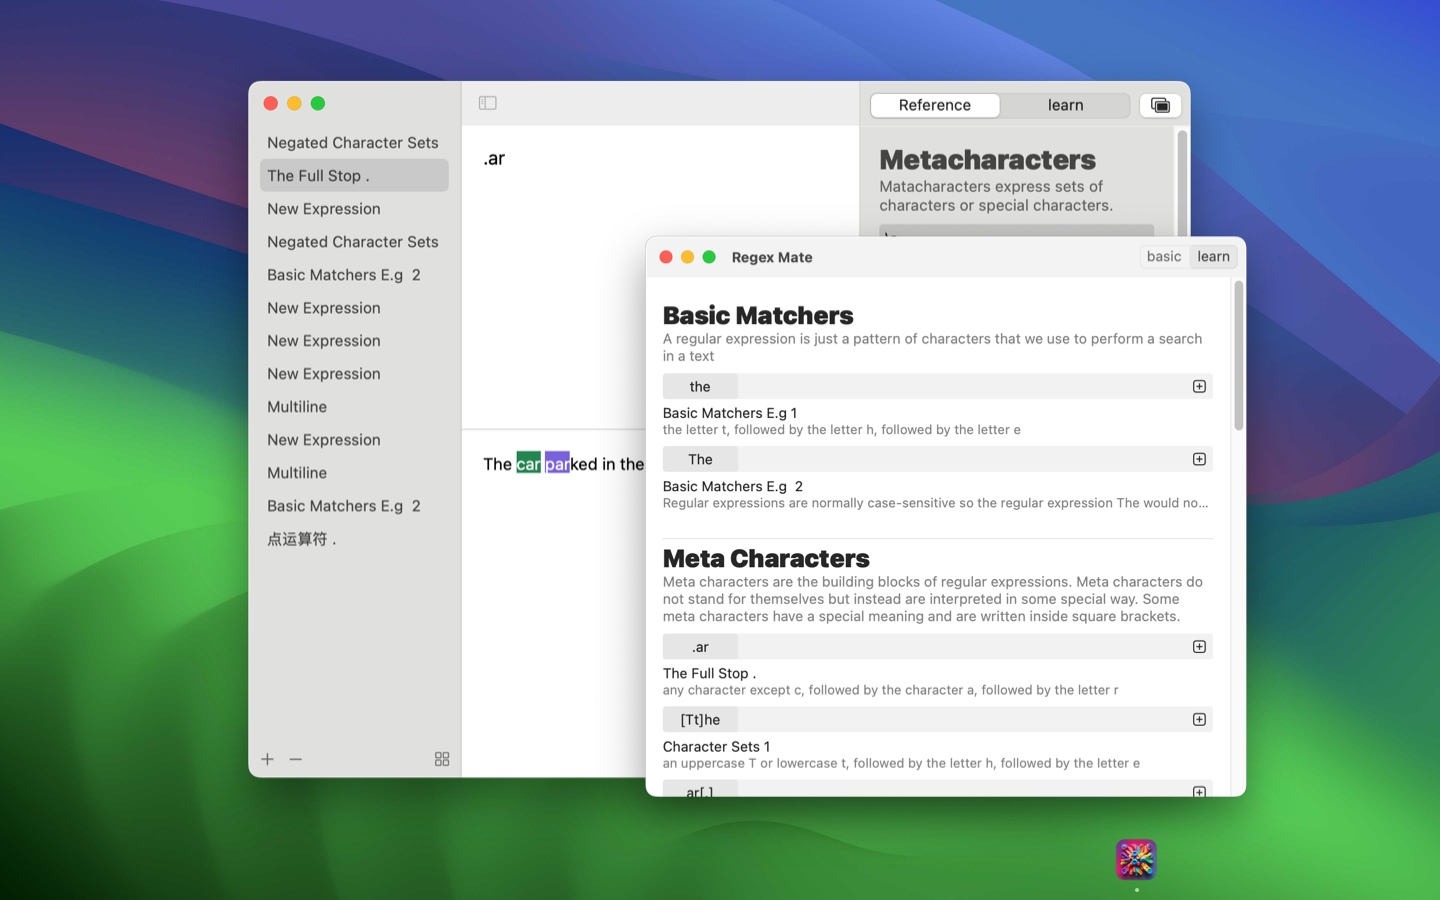 Negated Character Sets
The Full Stop .
New Expression
Negated Character Sets
Basic Matchers E.g  2
New Expression
New Expression
New Expression
Multiline
New Expression
Multiline
Basic Matchers E.g  2
点运算符 .
.ar
The car parked in the
Reference
learn
Metacharacters
Matacharacters express sets of
characters or special characters.
Regex Mate
basic
learn
Basic Matchers
A regular expression is just a pattern of characters that we use to perform a search
in a text
the
Basic Matchers E.g 1
the letter t, followed by the letter h, followed by the letter e
The
Basic Matchers E.g  2
Regular expressions are normally case-sensitive so the regular expression The would no...
Meta Characters
Meta characters are the building blocks of regular expressions. Meta characters do
not stand for themselves but instead are interpreted in some special way. Some
meta characters have a special meaning and are written inside square brackets.
.ar
The Full Stop .
any character except c, followed by the character a, followed by the letter r
[Tt]he
Character Sets 1
an uppercase T or lowercase t, followed by the letter h, followed by the letter e
ar[.]